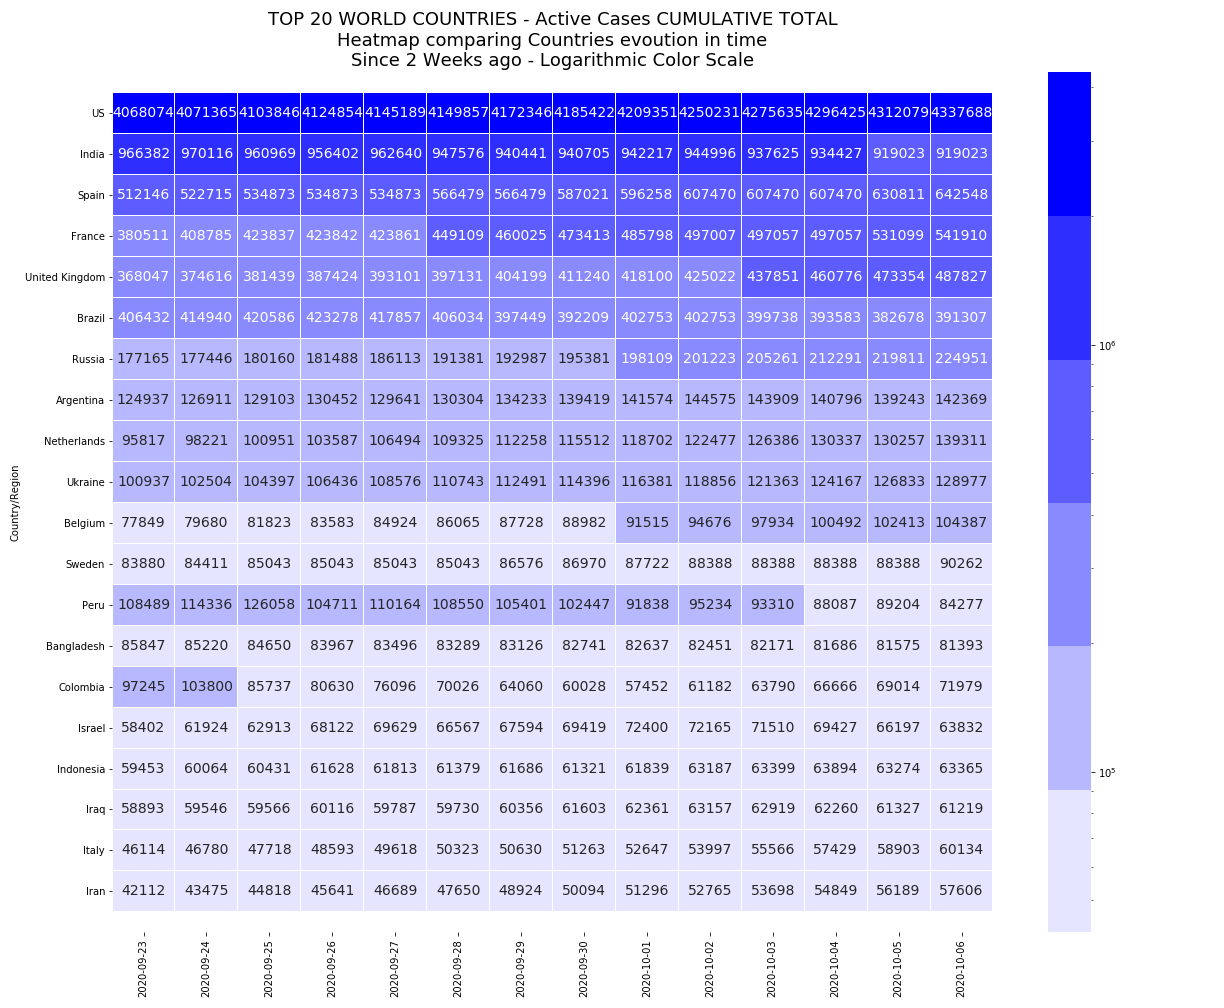 TOP 20 WORLD COUNTRIES - Active Cases CUMULATIVE TOTAL
Heatmap comparing Countries evoution in time
Since 2 Weeks ago - Logarithmic Color Scale
Country/Region
US 4068074 4071365 4103846 4124854 4145189 4149857 4172346 4185422 4209351 4250231 4275635 4296425 4312079 4337688
India 966382 970116 960969 956402 962640 947576 940441 940705 942217 944996 937625 934427 919023 919023
Spain 512146 522715 534873 534873 534873 566479 566479 587021 596258 607470 607470 607470 630811 642548
France 380511 408785 423837 423842 423861 449109 460025 473413 485798 497007 497057 497057 531099 541910
United Kingdom 368047 374616 381439 387424 393101 397131 404199 411240 418100 425022 437851 460776 473354 487827
Brazil 406432 414940 420586 423278 417857 406034 397449 392209 402753 402753 399738 393583 382678 391307
Russia 177165 177446 180160 181488 186113 191381 192987 195381 198109 201223 205261 212291 219811 224951
Argentina 124937 126911 129103 130452 129641 130304 134233 139419 141574 144575 143909 140796 139243 142369
Netherlands 95817 98221 100951 103587 106494 109325 112258 115512 118702 122477 126386 130337 130257 139311
Ukraine 100937 102504 104397 106436 108576 110743 112491 114396 116381 118856 121363 124167 126833 128977
Belgium 77849 79680 81823 83583 84924 86065 87728 88982 91515 94676 97934 100492 102413 104387
Sweden 83880 84411 85043 85043 85043 85043 86576 86970 87722 88388 88388 88388 88388 90262
Peru 108489 114336 126058 104711 110164 108550 105401 102447 91838 95234 93310 88087 89204 84277
Bangladesh 85847 85220 84650 83967 83496 83289 83126 82741 82637 82451 82171 81686 81575 81393
Colombia 97245 103800 85737 80630 76096 70026 64060 60028 57452 61182 63790 66666 69014 71979
Israel 58402 61924 62913 68122 69629 66567 67594 69419 72400 72165 71510 69427 66197 63832
Indonesia 59453 60064 60431 61628 61813 61379 61686 61321 61839 63187 63399 63894 63274 63365
Iraq 58893 59546 59566 60116 59787 59730 60356 61603 62361 63157 62919 62260 61327 61219
Italy 46114 46780 47718 48593 49618 50323 50630 51263 52647 53997 55566 57429 58903 60134
Iran 42112 43475 44818 45641 46689 47650 48924 50094 51296 52765 53698 54849 56189 57606
2020-09-23 2020-09-24 2020-09-25 2020-09-26 2020-09-27 2020-09-28 2020-09-29 2020-09-30 2020-10-01 2020-10-02 2020-10-03 2020-10-04 2020-10-05 2020-10-06
10⁶
10⁵